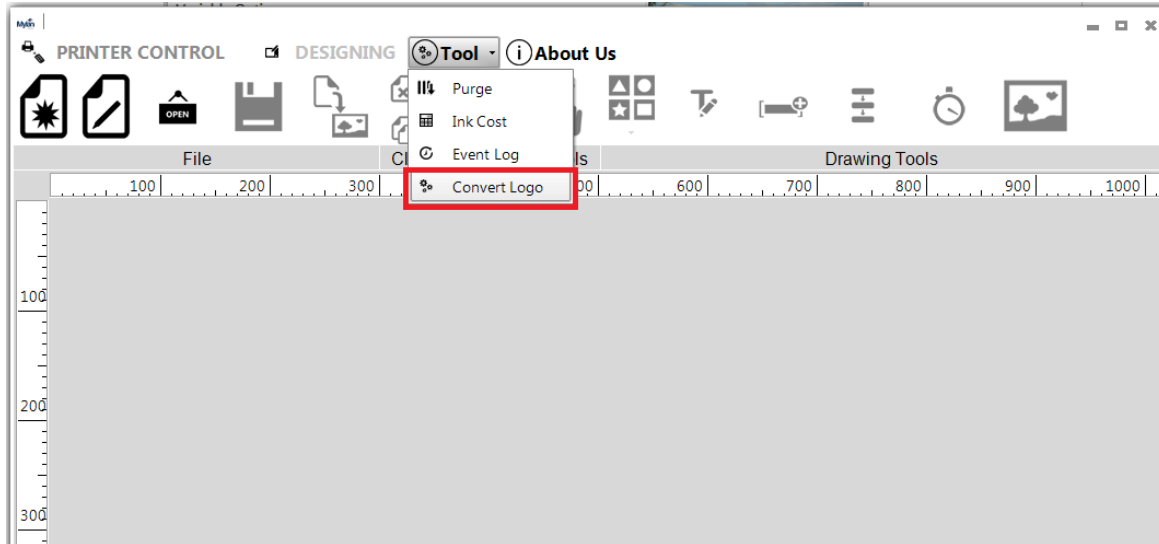 Mylan
PRINTER CONTROL DESIGNING Tool About Us
OPEN
Purge
Ink Cost
Event Log
Convert Logo
File Drawing Tools
100 200 300 600 700 800 900 1000
100
200
300